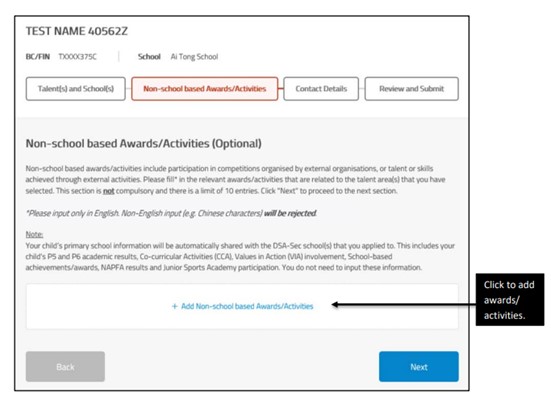 TEST NAME 40562Z
BC/FIN TXXXX375C School Ai Tong School
Talent(s) and School(s) Non-school based Awards/Activities Contact Details Review and Submit
Non-school based Awards/Activities (Optional)
Non-school based awards/activities include participation in competitions organised by external organisations, or talent or skills
achieved through external activities. Please fill* in the relevant awards/activities that are related to the talent area(s) that you have
selected. This section is not compulsory and there is a limit of 10 entries. Click "Next" to proceed to the next section.
*Please input only in English. Non-English input (e.g. Chinese characters) will be rejected.
Note:
Your child's primary school information will be automatically shared with the DSA-Sec school(s) that you applied to. This includes your
child's P5 and P6 academic results, Co-curricular Activities (CCA), Values in Action (VIA) involvement, School-based
achievements/awards, NAPFA results and Junior Sports Academy participation. You do not need to input these information.
+ Add Non-school based Awards/Activities
Click to add
awards/
activities.
Back Next